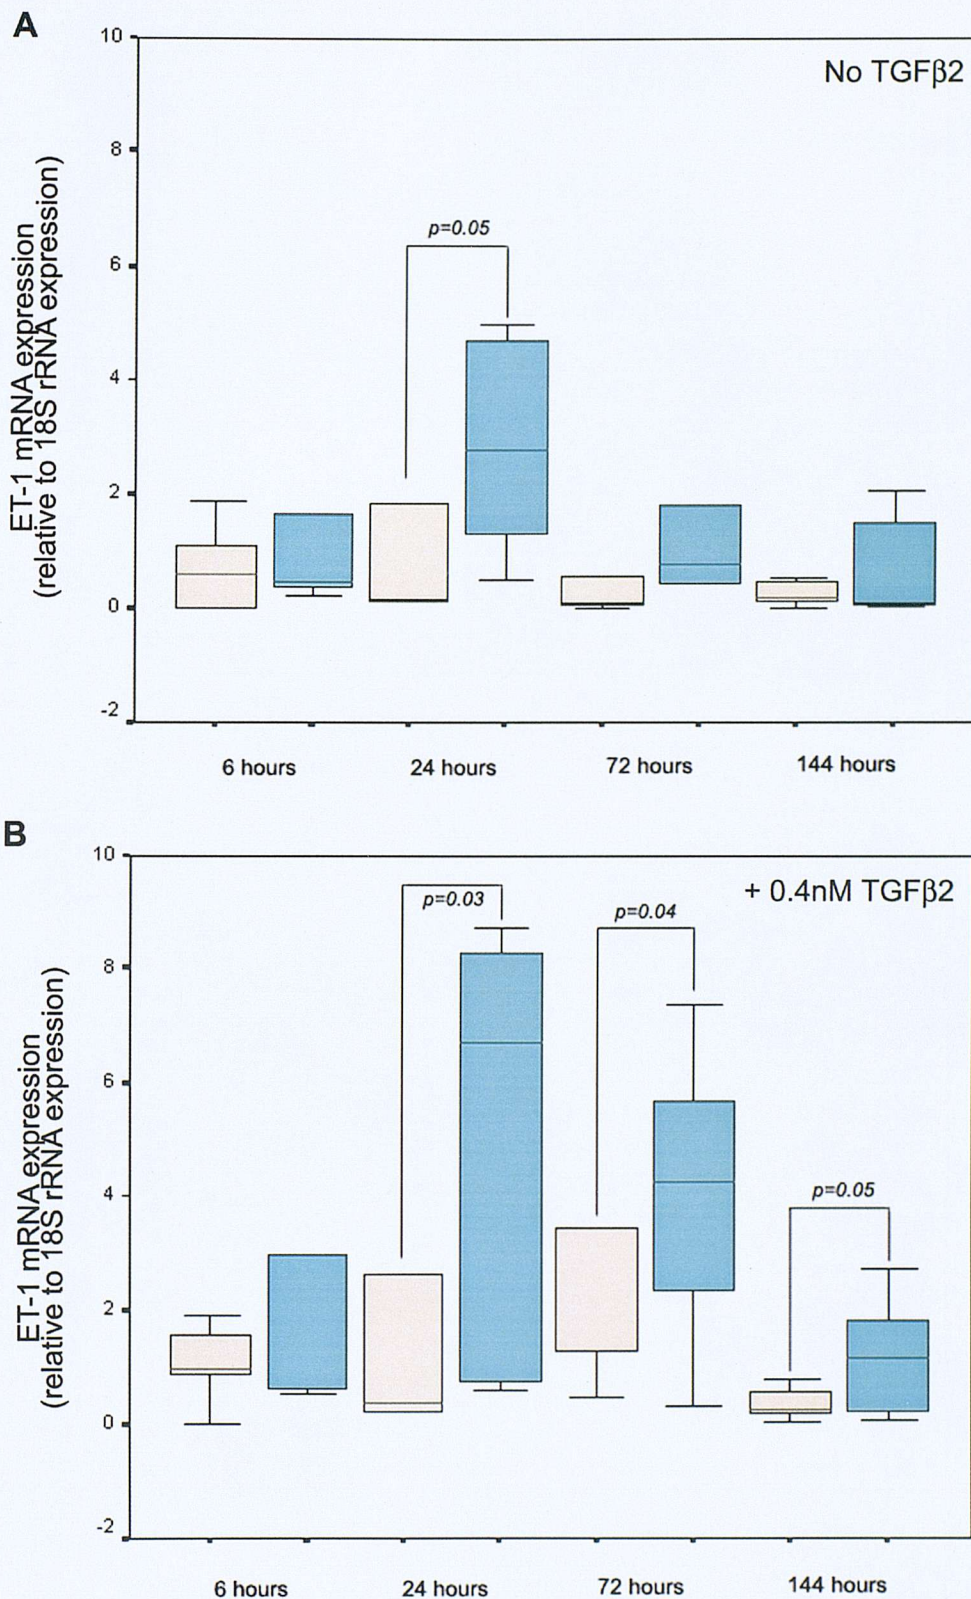 A
10
No TGFβ2
8
p=0.05
6
4
2
0
-2
ET-1 mRNA expression
(relative to 18S rRNA expression)
6 hours 24 hours 72 hours 144 hours
B
10
+ 0.4nM TGFβ2
p=0.03
p=0.04
8
6
4
p=0.05
2
0
-2
ET-1 mRNA expression
(relative to 18S rRNA expression)
6 hours 24 hours 72 hours 144 hours